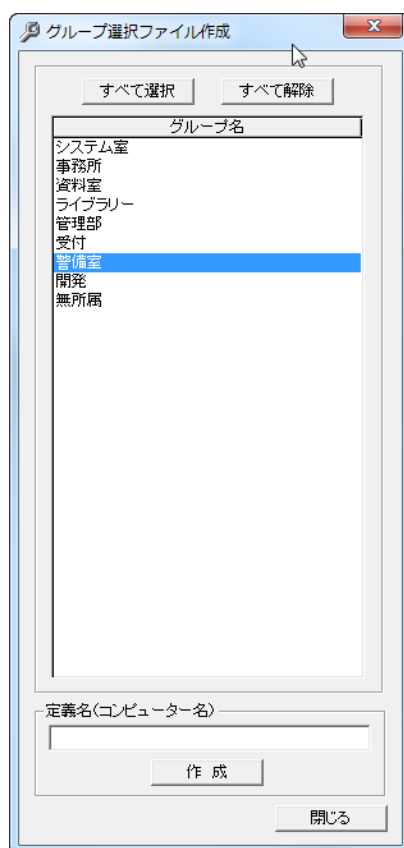 グループ選択ファイル作成
すべて選択 すべて解除
グループ名
システム室
事務所
資料室
ライブラリー
管理部
受付
警備室
開発
無所属
定義名(コンピューター名)
作 成
閉じる